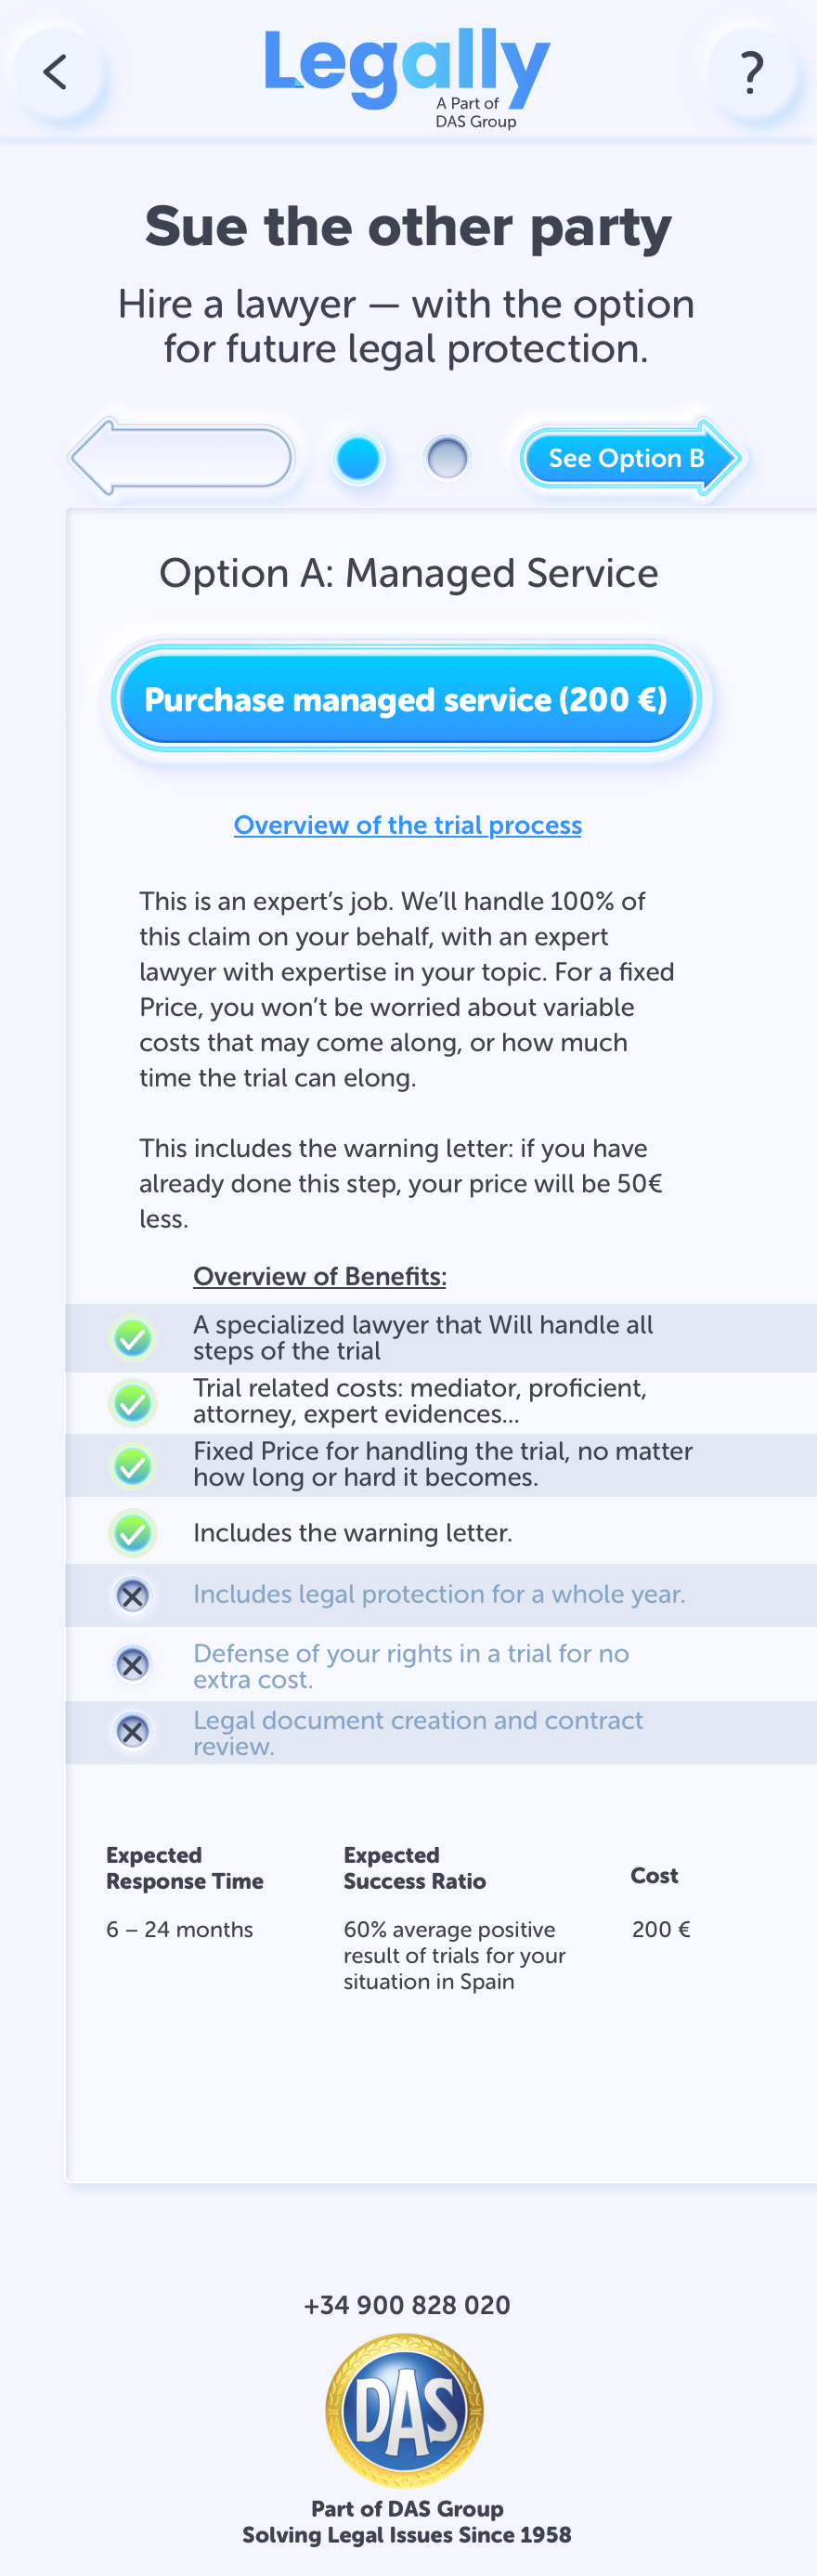 Legally
A Part of
DAS Group
?
Sue the other party
Hire a lawyer — with the option
for future legal protection.
See Option B
Option A: Managed Service
Purchase managed service (200 €)
Overview of the trial process
This is an expert’s job. We’ll handle 100% of
this claim on your behalf, with an expert
lawyer with expertise in your topic. For a fixed
Price, you won’t be worried about variable
costs that may come along, or how much
time the trial can elong.
This includes the warning letter: if you have
already done this step, your price will be 50€
less.
Overview of Benefits:
A specialized lawyer that Will handle all
steps of the trial
Trial related costs: mediator, proficient,
attorney, expert evidences...
Fixed Price for handling the trial, no matter
how long or hard it becomes.
Includes the warning letter.
Includes legal protection for a whole year.
Defense of your rights in a trial for no
extra cost.
Legal document creation and contract
review.
Expected
Response Time
6 – 24 months
Expected
Success Ratio
60% average positive
result of trials for your
situation in Spain
Cost
200 €
+34 900 828 020
DAS
Part of DAS Group
Solving Legal Issues Since 1958